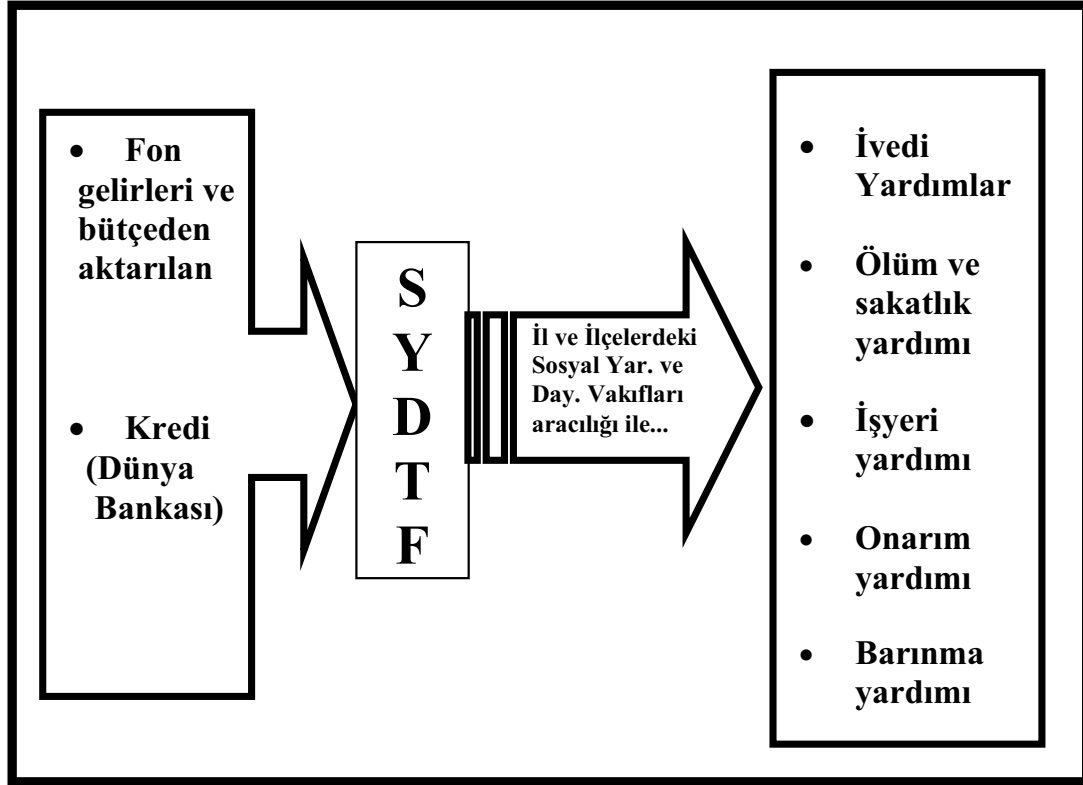 • Fon
gelirleri ve
bütçeden
aktarılan
• Kredi
(Dünya
Bankası)
S
Y
D
T
F
İl ve İlçelerdeki
Sosyal Yar. ve
Day. Vakıfları
aracılığı ile...
• İvedi
Yardımlar
• Ölüm ve
sakatlık
yardımı
• İşyeri
yardımı
• Onarım
yardımı
• Barınma
yardımı